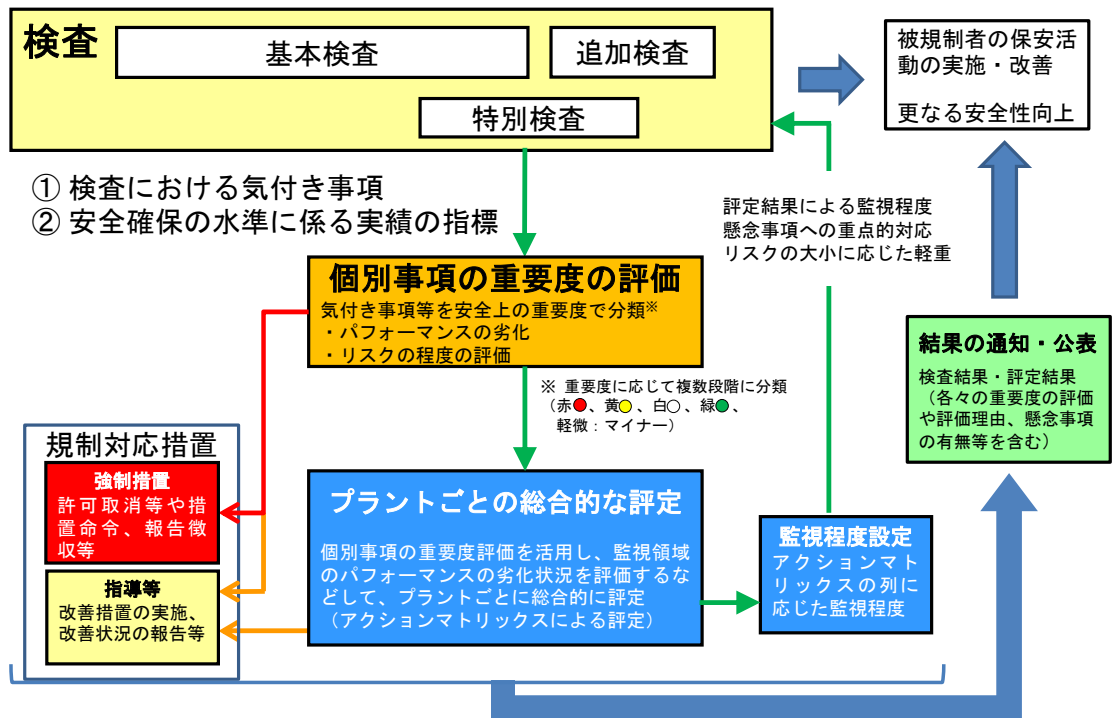 検査
基本検査
追加検査
特別検査
被規制者の保安活
動の実施・改善
更なる安全性向上
① 検査における気付き事項
② 安全確保の水準に係る実績の指標
評定結果による監視程度
懸念事項への重点的対応
リスクの大小に応じた軽重
個別事項の重要度の評価
気付き事項等を安全上の重要度で分類※
・パフォーマンスの劣化
・リスクの程度の評価
※ 重要度に応じて複数段階に分類
（赤●、黄●、白○、緑●、
軽微：マイナー）
結果の通知・公表
検査結果・評定結果
（各々の重要度の評価
や評価理由、懸念事項
の有無等を含む）
規制対応措置
強制措置
許可取消等や措
置命令、報告徴
収等
指導等
改善措置の実施、
改善状況の報告等
プラントごとの総合的な評定
個別事項の重要度評価を活用し、監視領域
のパフォーマンスの劣化状況を評価するな
どして、プラントごとに総合的に評定
（アクションマトリックスによる評定）
監視程度設定
アクションマト
リックスの列に
応じた監視程度